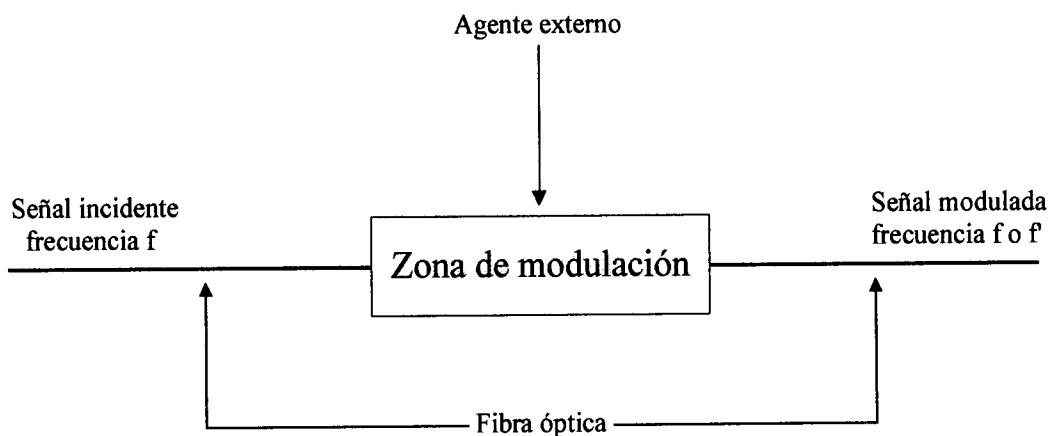 Agente externo
Señal incidente
frecuencia f
Señal modulada
frecuencia f o f'
Zona de modulación
Fibra óptica